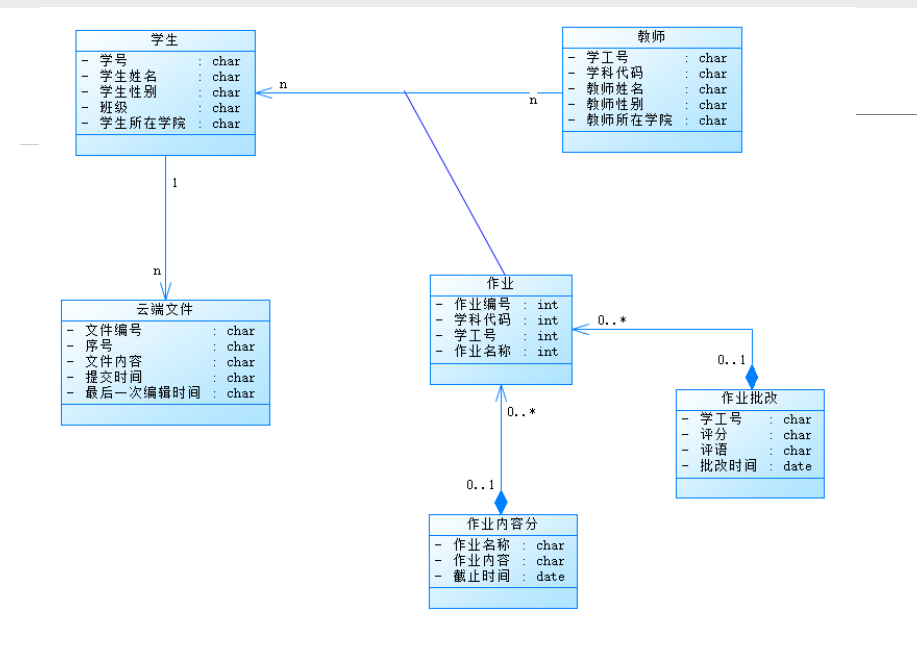 学生
- 学号 : char
- 学生姓名 : char
- 学生性别 : char
- 班级 : char
- 学生所在学院 : char
n
n
教师
- 学工号 : char
- 学科代码 : char
- 教师姓名 : char
- 教师性别 : char
- 教师所在学院 : char
1
n
云端文件
- 文件编号 : char
- 序号 : char
- 文件内容 : char
- 提交时间 : char
- 最后一次编辑时间 : char
作业
- 作业编号 : int
- 学科代码 : int
- 学工号 : int
- 作业名称 : int
0..*
0..1
作业批改
- 学工号 : char
- 评分 : char
- 评语 : char
- 批改时间 : date
0..*
0..1
作业内容分
- 作业名称 : char
- 作业内容 : char
- 截止时间 : date